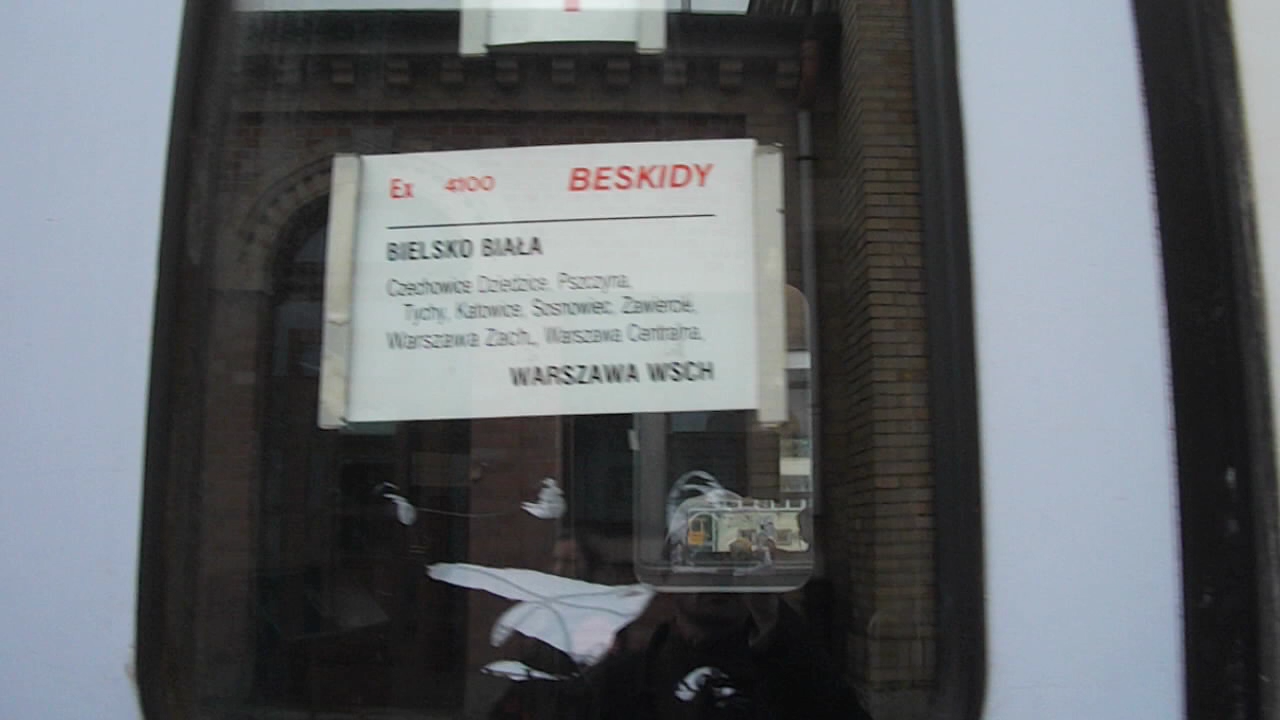 Ex 4100 BESKIDY
BIELSKO BIAŁA
Czechowice Dziedzice, Pszczyna,
Tychy, Katowice, Sosnowiec, Zawiercie,
Warszawa Zach., Warszawa Centralna,
WARSZAWA WSCH